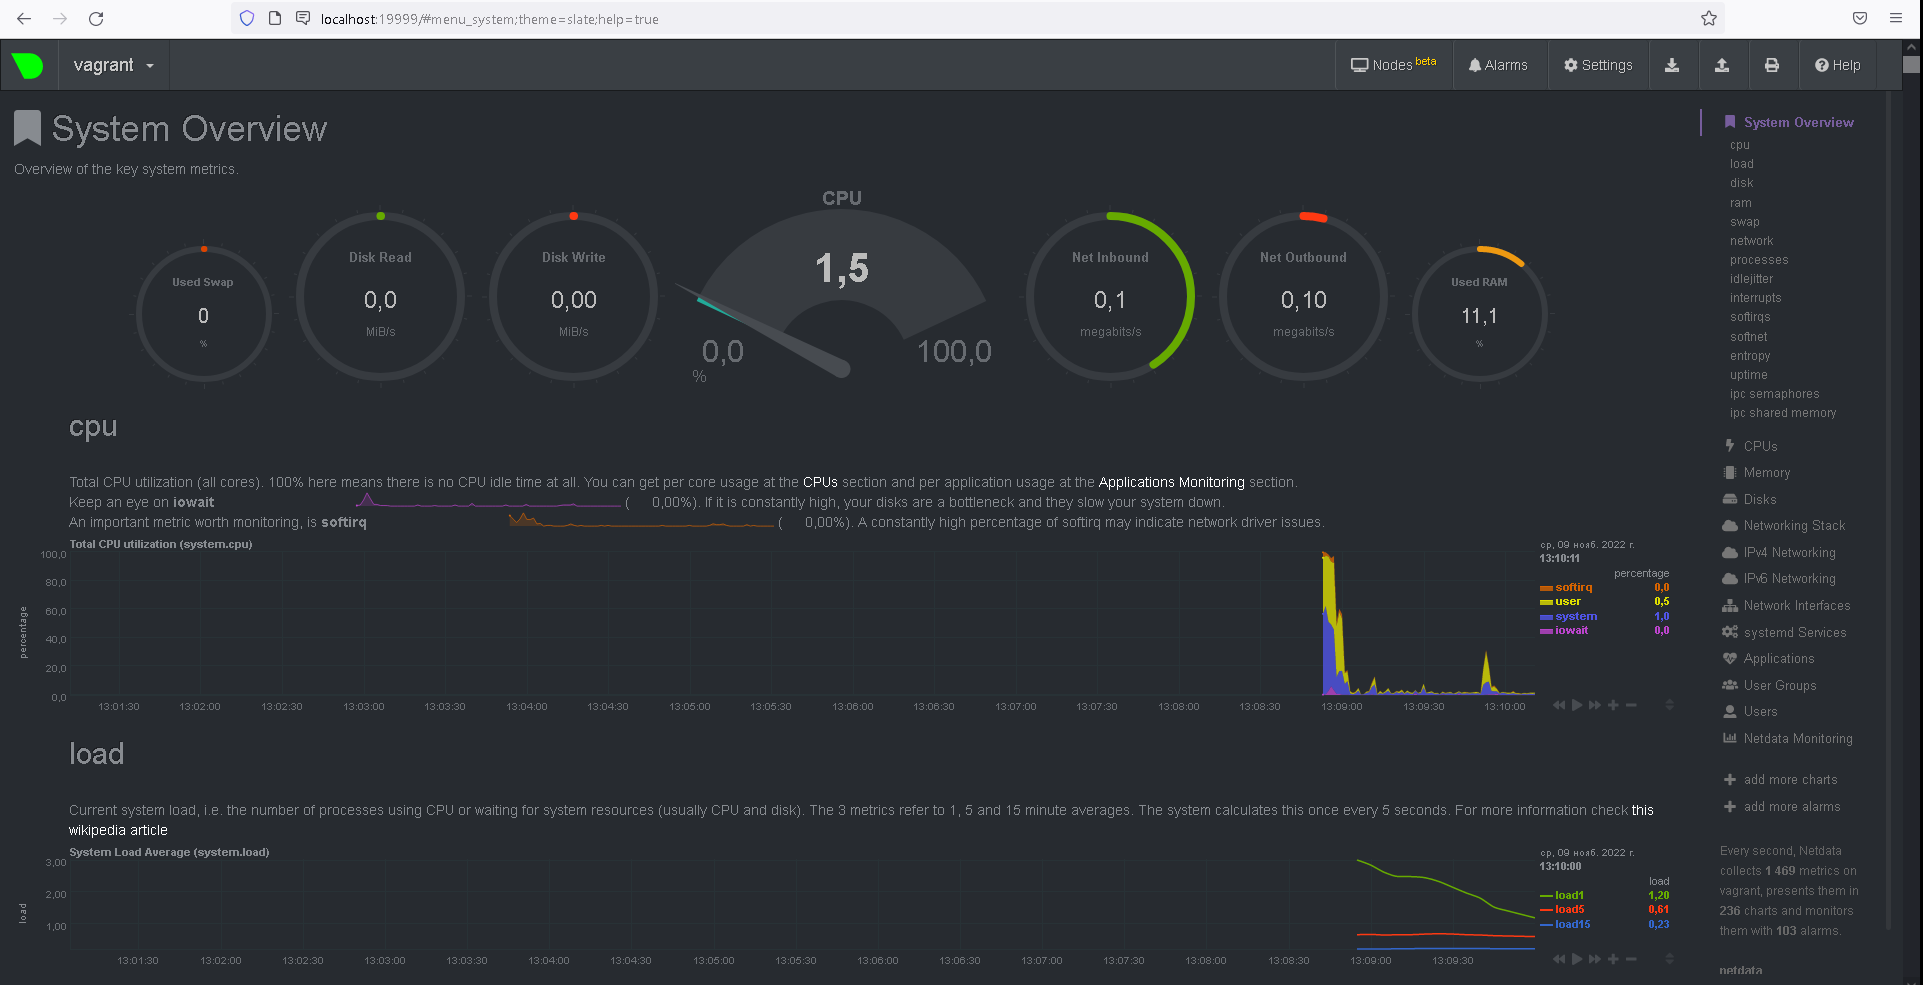 localhost:19999/#menu_system;theme=slate;help=true
vagrant
Nodes beta
Alarms
Settings
Help
System Overview
Overview of the key system metrics.
Used Swap
0
%
Disk Read
0,0
MiB/s
Disk Write
0,00
MiB/s
CPU
1,5
0,0
100,0
%
Net Inbound
0,1
megabits/s
Net Outbound
0,10
megabits/s
Used RAM
11,1
%
cpu
Total CPU utilization (all cores). 100% here means there is no CPU idle time at all. You can get per core usage at the CPUs section and per application usage at the Applications Monitoring section.
Keep an eye on iowait ( 0,00%). If it is constantly high, your disks are a bottleneck and they slow your system down.
An important metric worth monitoring, is softirq ( 0,00%). A constantly high percentage of softirq may indicate network driver issues.
Total CPU utilization (system.cpu)
percentage
100,0
80,0
60,0
40,0
20,0
0,0
13:01:30 13:02:00 13:02:30 13:03:00 13:03:30 13:04:00 13:04:30 13:05:00 13:05:30 13:06:00 13:06:30 13:07:00 13:07:30 13:08:00 13:08:30 13:09:00 13:09:30 13:10:00
ср, 09 нояб. 2022 г.
13:10:11
percentage
softirq 0,0
user 0,5
system 1,0
iowait 0,0
load
Current system load, i.e. the number of processes using CPU or waiting for system resources (usually CPU and disk). The 3 metrics refer to 1, 5 and 15 minute averages. The system calculates this once every 5 seconds. For more information check this
wikipedia article
System Load Average (system.load)
load
3,00
2,00
1,00
13:01:30 13:02:00 13:02:30 13:03:00 13:03:30 13:04:00 13:04:30 13:05:00 13:05:30 13:06:00 13:06:30 13:07:00 13:07:30 13:08:00 13:08:30 13:09:00 13:09:30
ср, 09 нояб. 2022 г.
13:10:00
load
load1 1,20
load5 0,61
load15 0,23
System Overview
cpu
load
disk
ram
swap
network
processes
idlejitter
interrupts
softirqs
softnet
entropy
uptime
ipc semaphores
ipc shared memory
CPUs
Memory
Disks
Networking Stack
IPv4 Networking
IPv6 Networking
Network Interfaces
systemd Services
Applications
User Groups
Users
Netdata Monitoring
add more charts
add more alarms
Every second, Netdata
collects 1 469 metrics on
vagrant, presents them in
236 charts and monitors
them with 103 alarms.
netdata